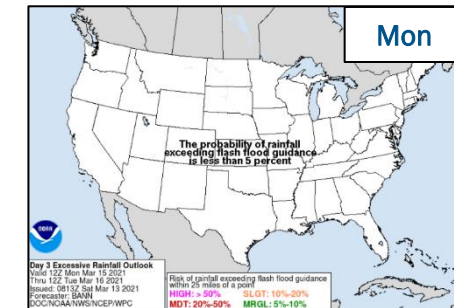 Mon
The probability of rainfall
exceeding flash flood guidance
is less than 5 percent
NOAA
Day 3 Excessive Rainfall Outlook
Valid 12Z Mon Mar 15 2021
Thru 12Z Tue Mar 16 2021
Issued: 0813Z Sat Mar 13 2021
Forecaster: BANN
DOC/NOAA/NWS/NCEP/WPC
Risk of rainfall exceeding flash flood guidance
within 25 miles of a point
HIGH: > 50% SLGT: 10%-20%
MDT: 20%-50% MRGL: 5%-10%